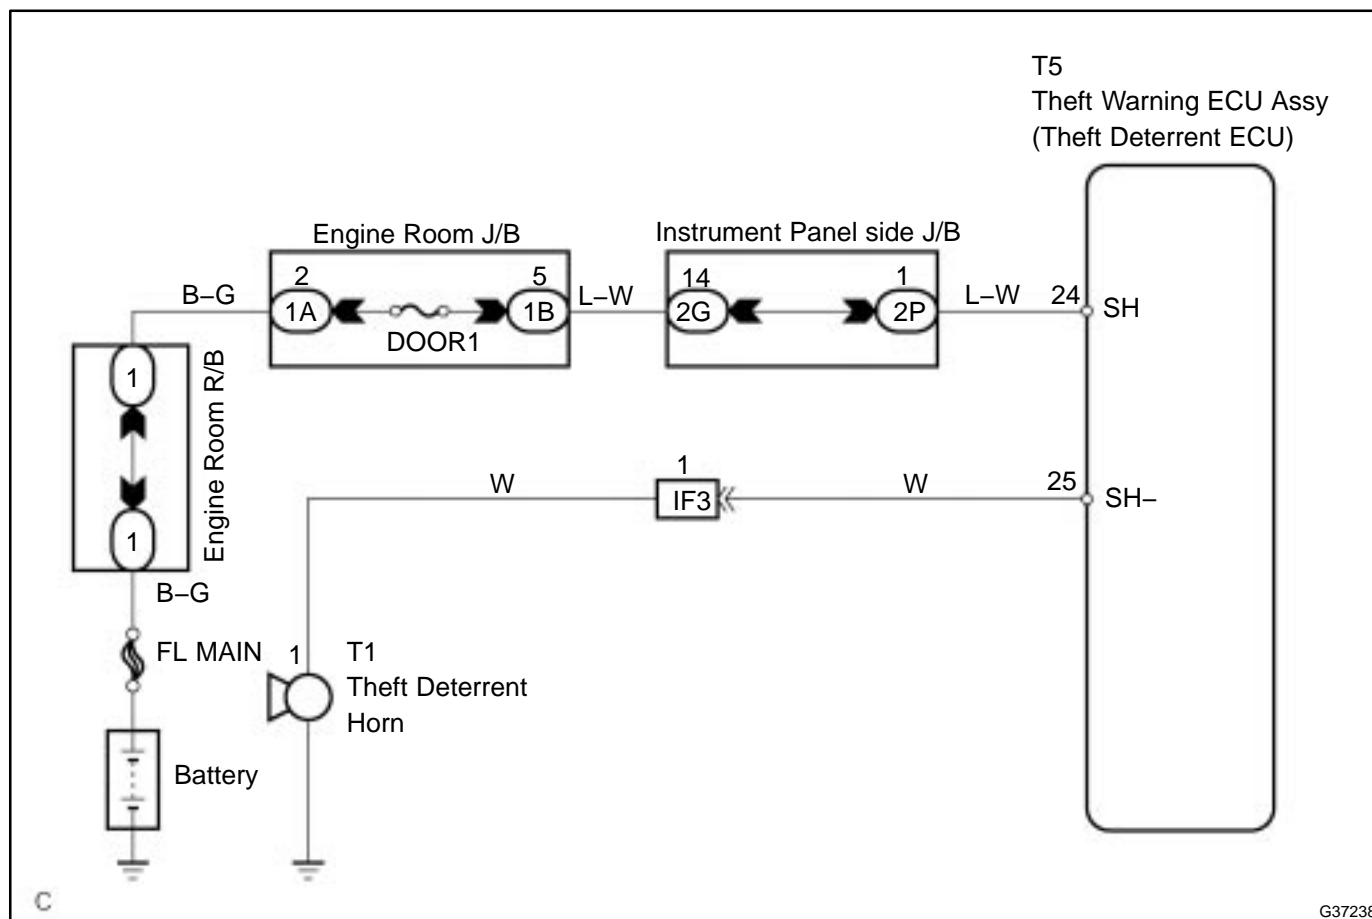 T5
Theft Warning ECU Assy
(Theft Deterrent ECU)
Engine Room J/B
Instrument Panel side J/B
2
5
14
1
B–G
1A
1B
L–W
2G
2P
L–W
24
SH
DOOR1
1
Engine Room R/B
1
1
W
IF3
W
25
SH–
B–G
FL MAIN
1
T1
Theft Deterrent
Horn
Battery
C
G37238